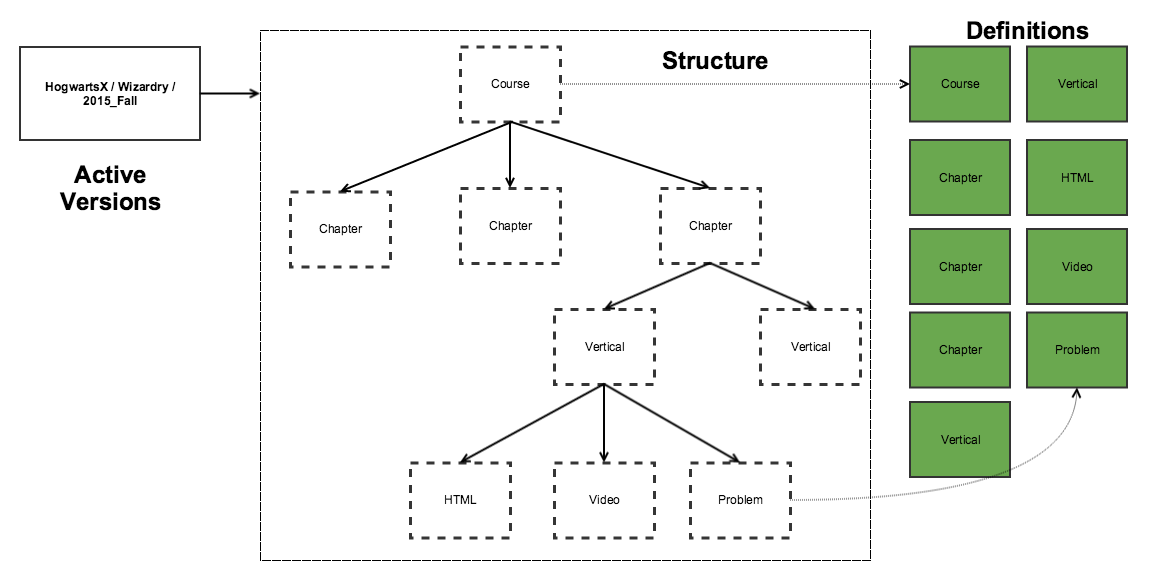 HogwartsX / Wizardry /
2015_Fall
Active
Versions
Structure
Course
Chapter
Chapter
Chapter
Vertical
Vertical
HTML
Video
Problem
Definitions
Course
Vertical
Chapter
HTML
Chapter
Video
Chapter
Problem
Vertical